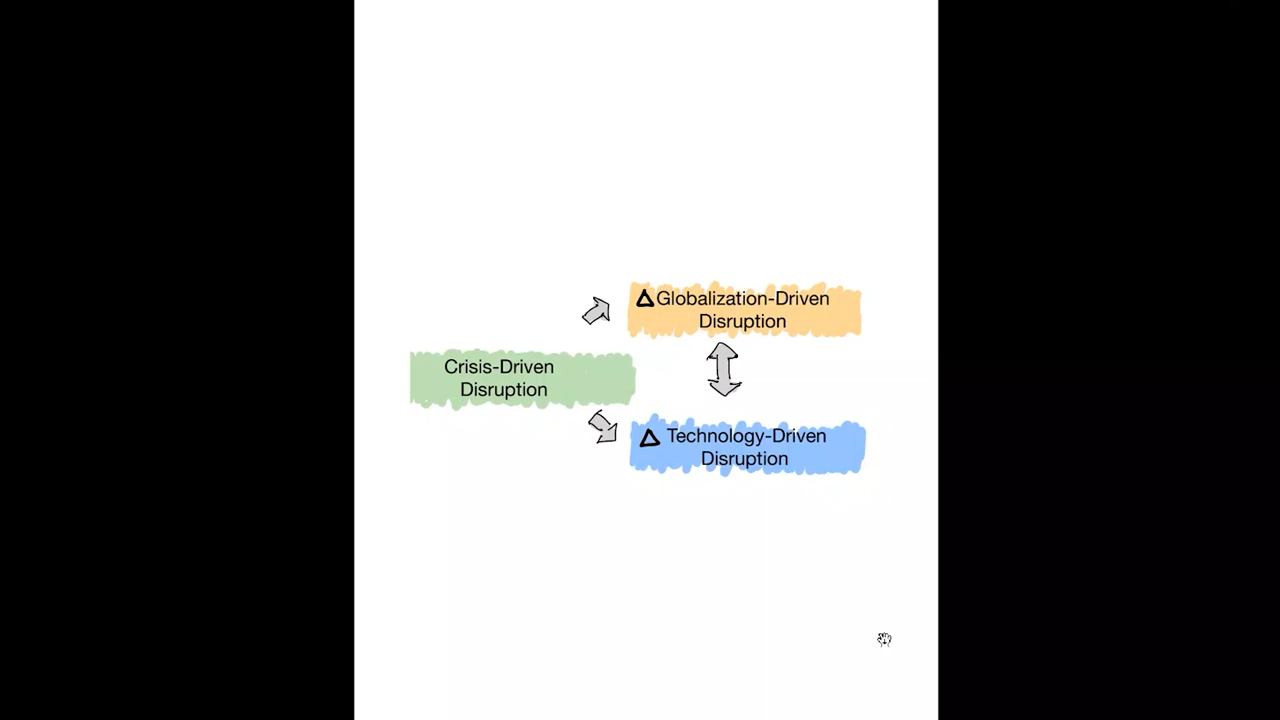 △Globalization-Driven
Disruption
Crisis-Driven
Disruption
△ Technology-Driven
Disruption